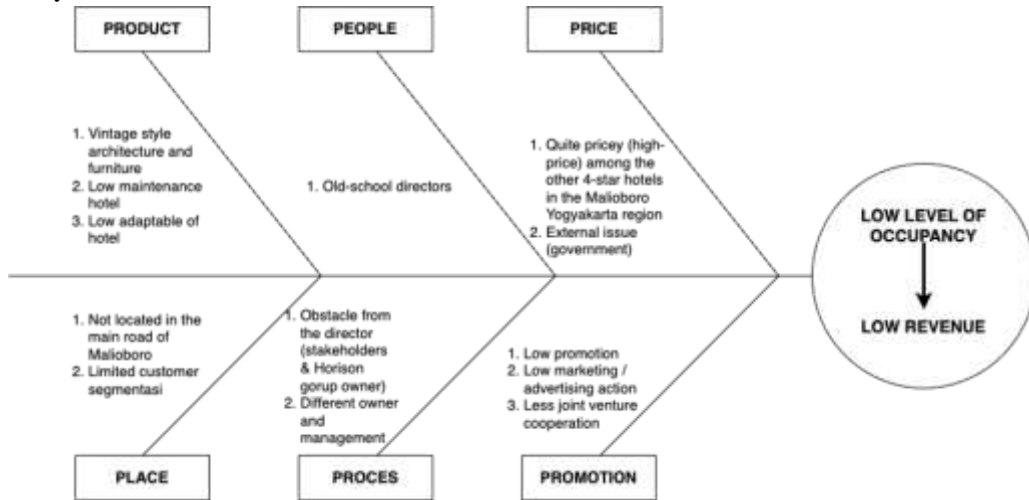 PRODUCT
PEOPLE
PRICE
1. Vintage style
architecture and
furniture
2. Low maintenance
hotel
3. Low adaptable of
hotel
1. Old-school directors
1. Quite pricey (high-
price) among the
other 4-star hotels
in the Malioboro
Yogyakarta region
2. External issue
(government)
LOW LEVEL OF
OCCUPANCY
LOW REVENUE
1. Not located in the
main road of
Malioboro
2. Limited customer
segmentasi
1. Obstacle from
the director
(stakeholders
& Horison
gorup owner)
2. Different owner
and
management
1. Low promotion
2. Low marketing /
advertising action
3. Less joint venture
cooperation
PLACE
PROCES
PROMOTION